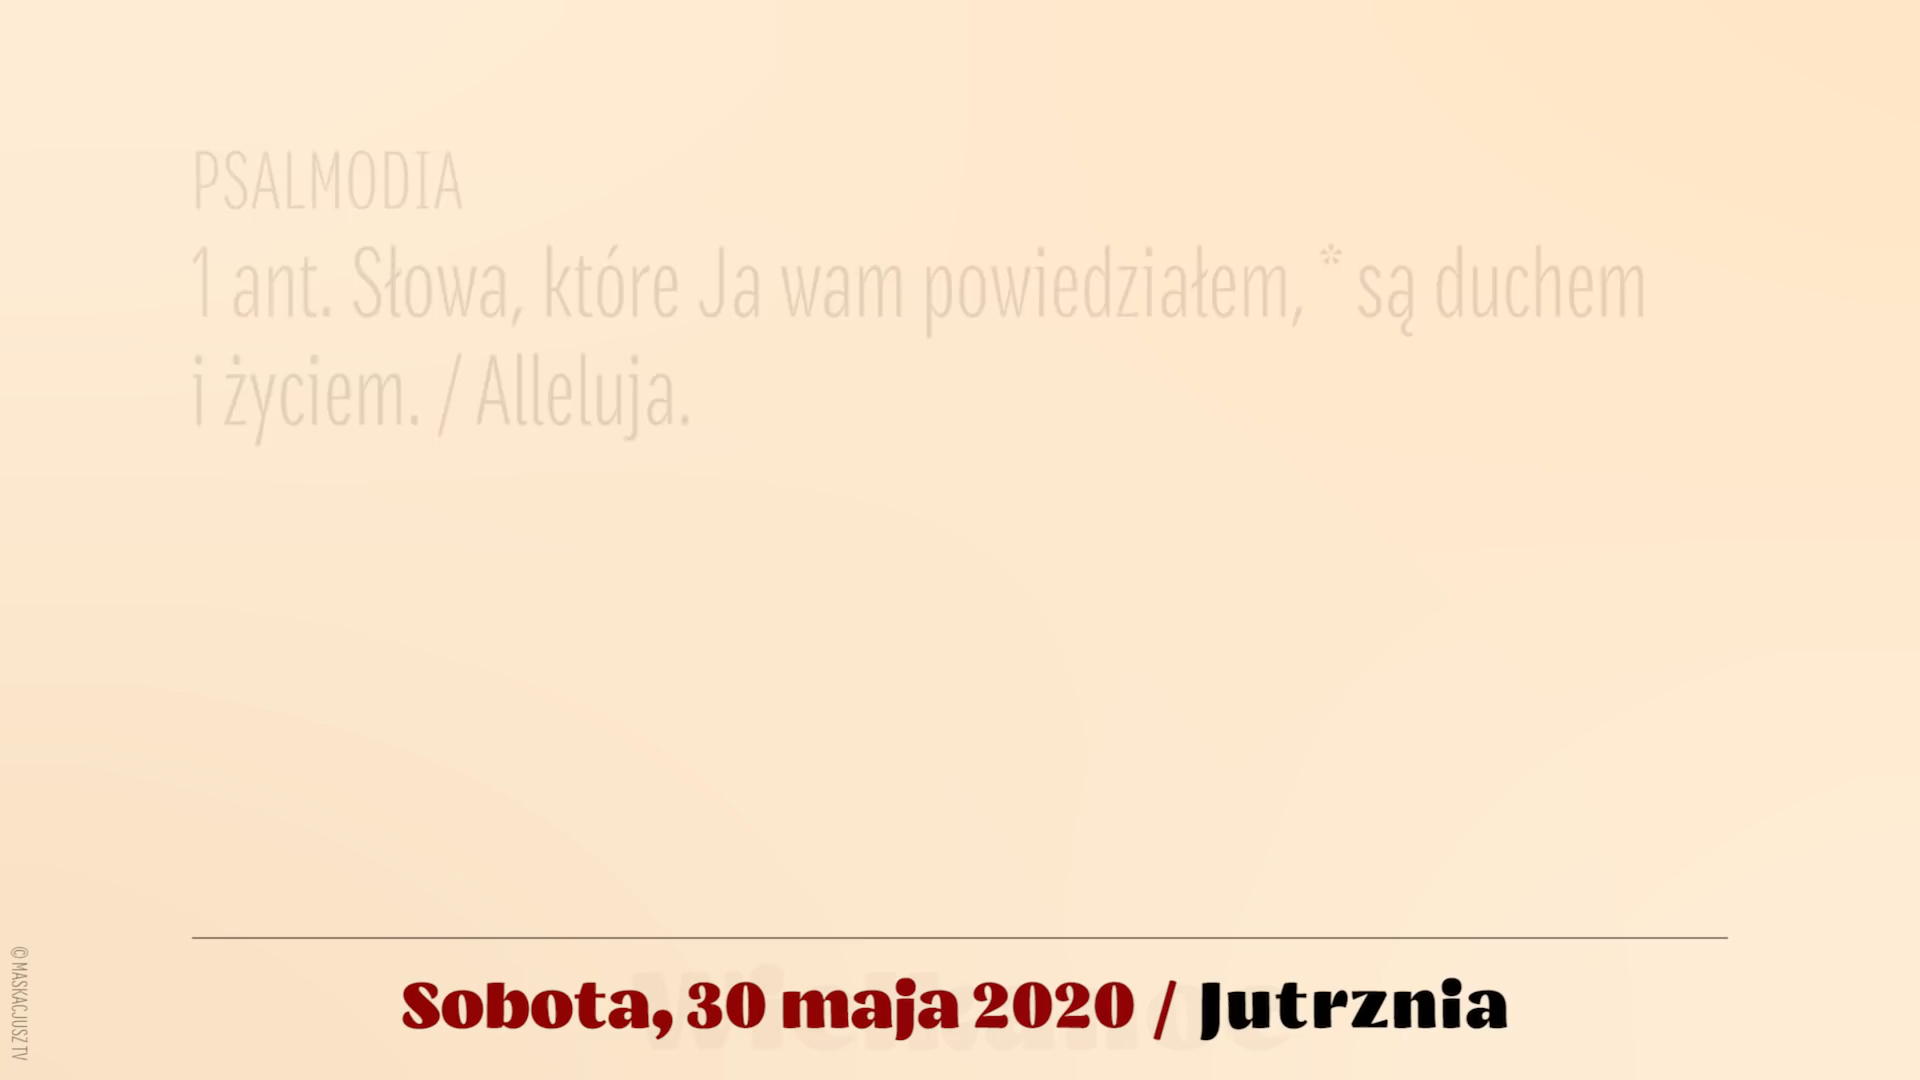 PSALMODIA
1 ant. Słowa, które Ja wam powiedziałem, * są duchem
i życiem. / Alleluja.
Sobota, 30 maja 2020 / Jutrznia
© MASKACJUSZ TV